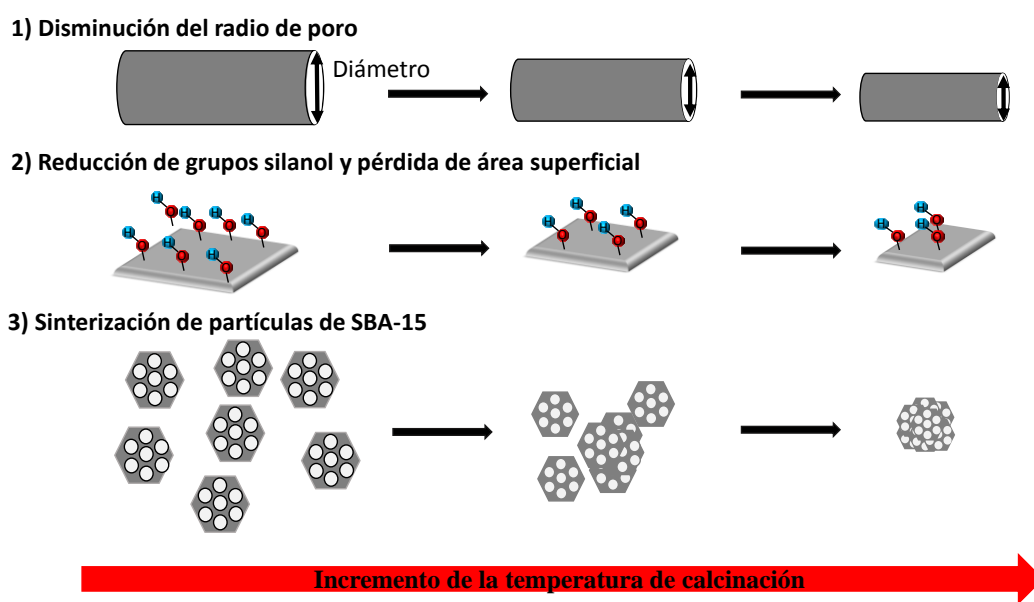 1) Disminución del radio de poro
Diámetro
2) Reducción de grupos silanol y pérdida de área superficial
H H H H H
O O O O O
H H H
O O O
H H H H
O O O O
H H H
O O O
3) Sinterización de partículas de SBA-15
Incremento de la temperatura de calcinación